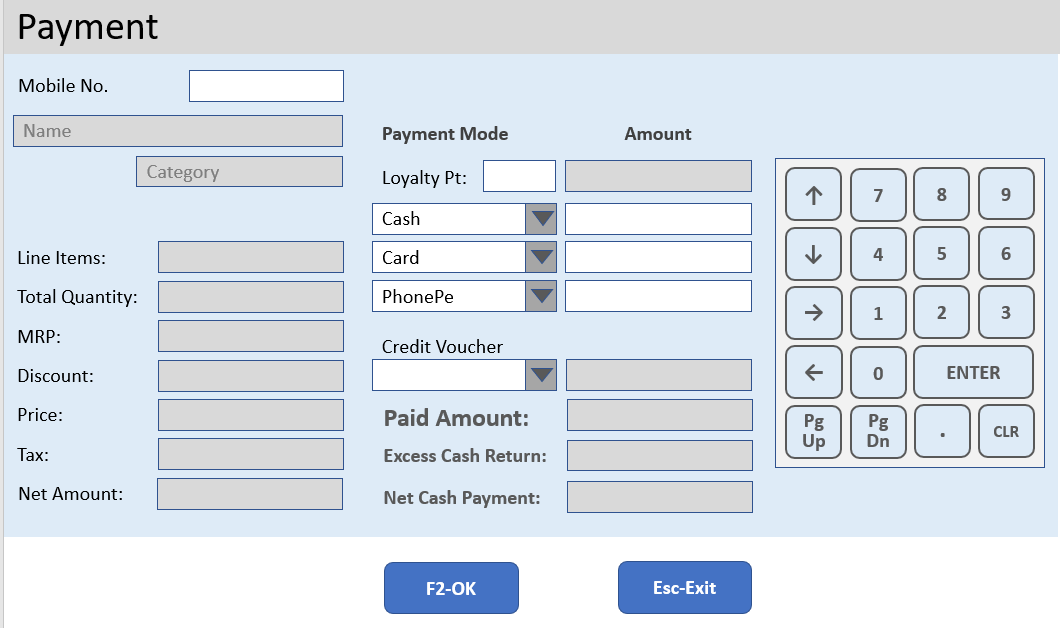 Payment
Mobile No.
Name
Category
Line Items:
Total Quantity:
MRP:
Discount:
Price:
Tax:
Net Amount:
Payment Mode Amount
Loyalty Pt:
Cash
Card
PhonePe
Credit Voucher
Paid Amount:
Excess Cash Return:
Net Cash Payment:
↑ 7 8 9
↓ 4 5 6
→ 1 2 3
← 0 ENTER
Pg Pg
Up Dn . CLR
F2-OK Esc-Exit